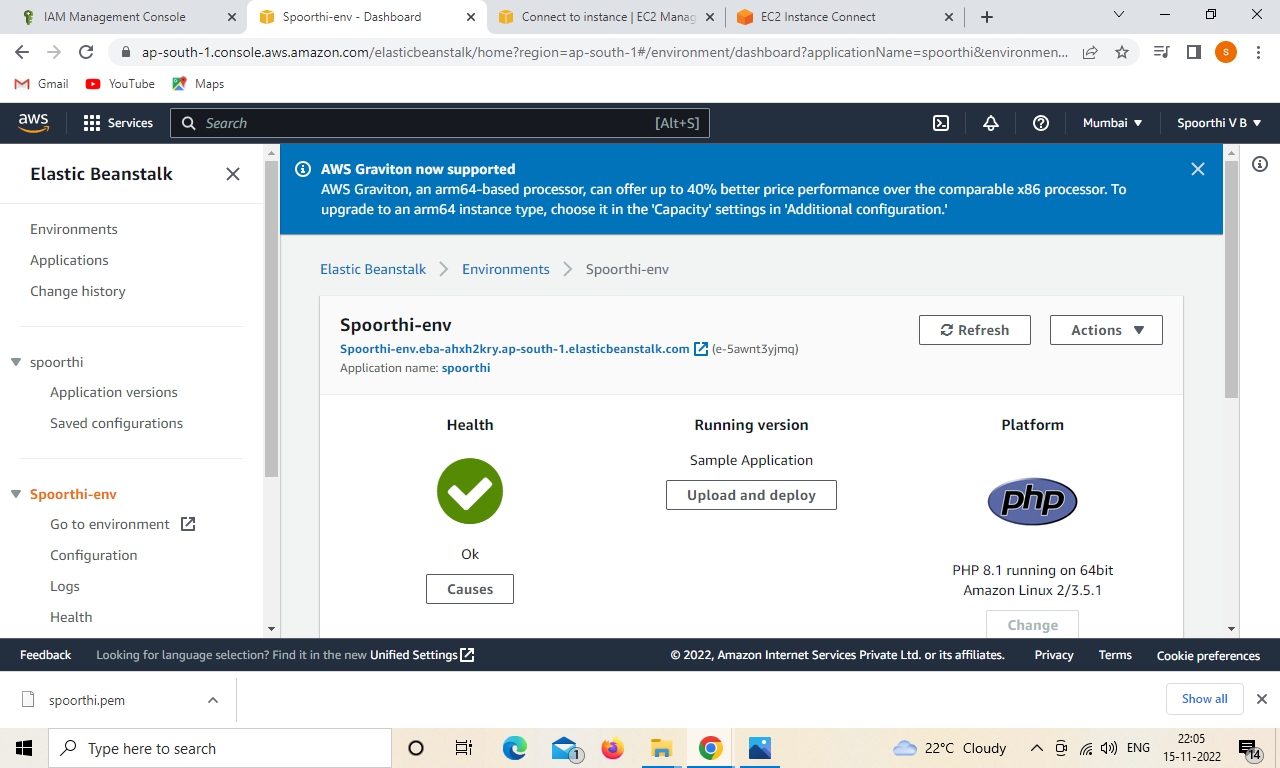 IAM Management Console
Spoorthi-env - Dashboard
Connect to instance | EC2 Manag
EC2 Instance Connect
ap-south-1.console.aws.amazon.com/elasticbeanstalk/home?region=ap-south-1#/environment/dashboard?applicationName=spoorthi&environmen...
s
Gmail
YouTube
Maps
aws
Services
Search
[Alt+S]
Mumbai
Spoorthi V B
Elastic Beanstalk
Environments
Applications
Change history
spoorthi
Application versions
Saved configurations
Spoorthi-env
Go to environment
Configuration
Logs
Health
AWS Graviton now supported
AWS Graviton, an arm64-based processor, can offer up to 40% better price performance over the comparable x86 processor. To
upgrade to an arm64 instance type, choose it in the 'Capacity' settings in 'Additional configuration.'
Elastic Beanstalk
Environments
Spoorthi-env
Spoorthi-env
Spoorthi-env.eba-ahxh2kry.ap-south-1.elasticbeanstalk.com (e-5awnt3yjmq)
Application name: spoorthi
Refresh
Actions
Health
Ok
Causes
Running version
Sample Application
Upload and deploy
Platform
php
PHP 8.1 running on 64bit
Amazon Linux 2/3.5.1
Change
Feedback
Looking for language selection? Find it in the new Unified Settings
© 2022, Amazon Internet Services Private Ltd. or its affiliates.
Privacy
Terms
Cookie preferences
spoorthi.pem
Show all
Type here to search
1
22°C Cloudy
ENG
22:05
15-11-2022
14